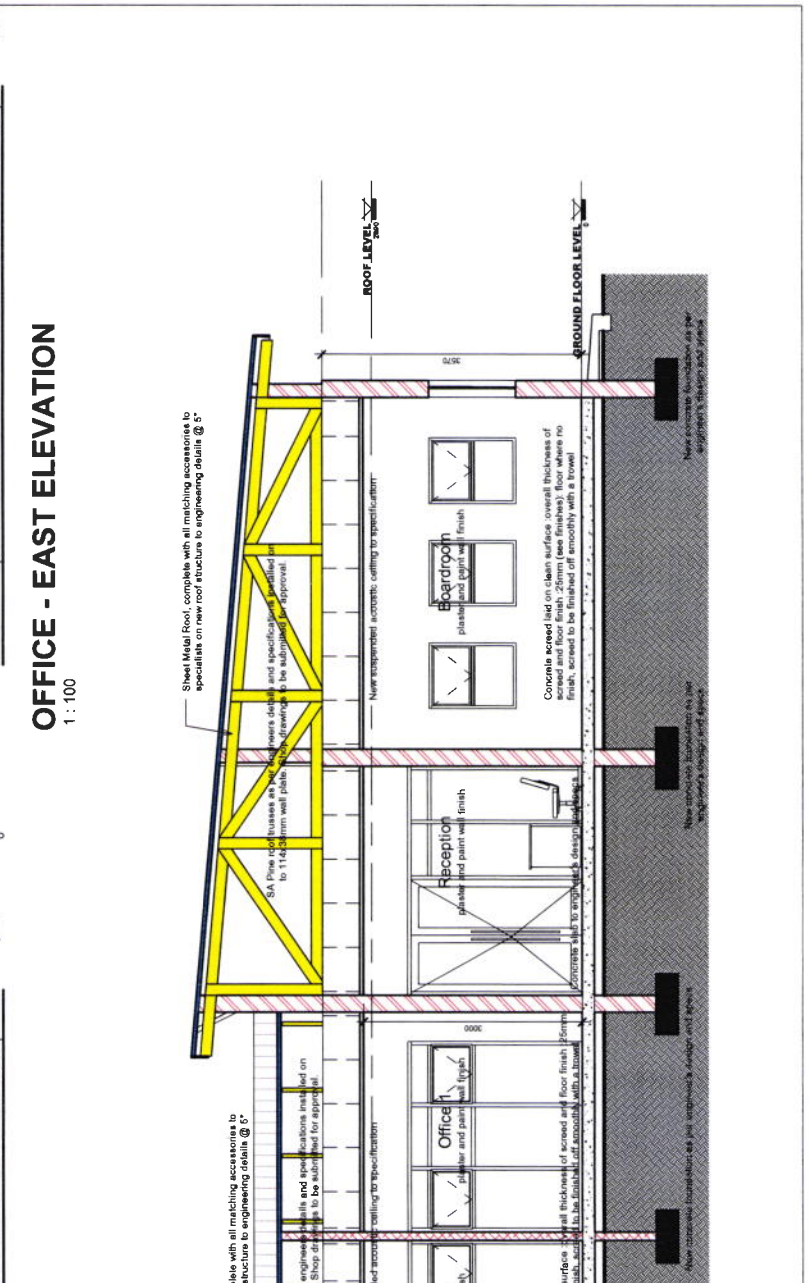 OFFICE - EAST ELEVATION
1 : 100
Sheet Metal Roof, complete with all matching accessories to
specialists on new roof structure to engineering details @ 5°
SA Pine roof trusses as per engineers details and specifications installed on
to 114x38mm wall plate. Shop drawings to be submitted for approval.
ROOF LEVEL
GROUND FLOOR LEVEL
0
3570
New suspended acoustic ceiling to specification
Boardroom
plaster and paint wall finish
Concrete screed laid on clean surface :overall thickness of
screed and floor finish :25mm (see finishes): floor where no
finish, screed to be finished off smoothly with a trowel
Reception
plaster and paint wall finish
Concrete slab to engineer's design and specs
3000
Office 1
plaster and paint wall finish
with all matching accessories to
structure to engineering details @ 5°
engineers details and specifications installed on
Shop drawings to be submitted for approval.
acoustic ceiling to specification
surface :overall thickness of screed and floor finish :25mm
screed to be finished off smoothly with a trowel
New concrete foundation as per
engineer's design and specs
New concrete foundation as per
engineer's design and specs
New concrete foundation as per engineer's design and specs